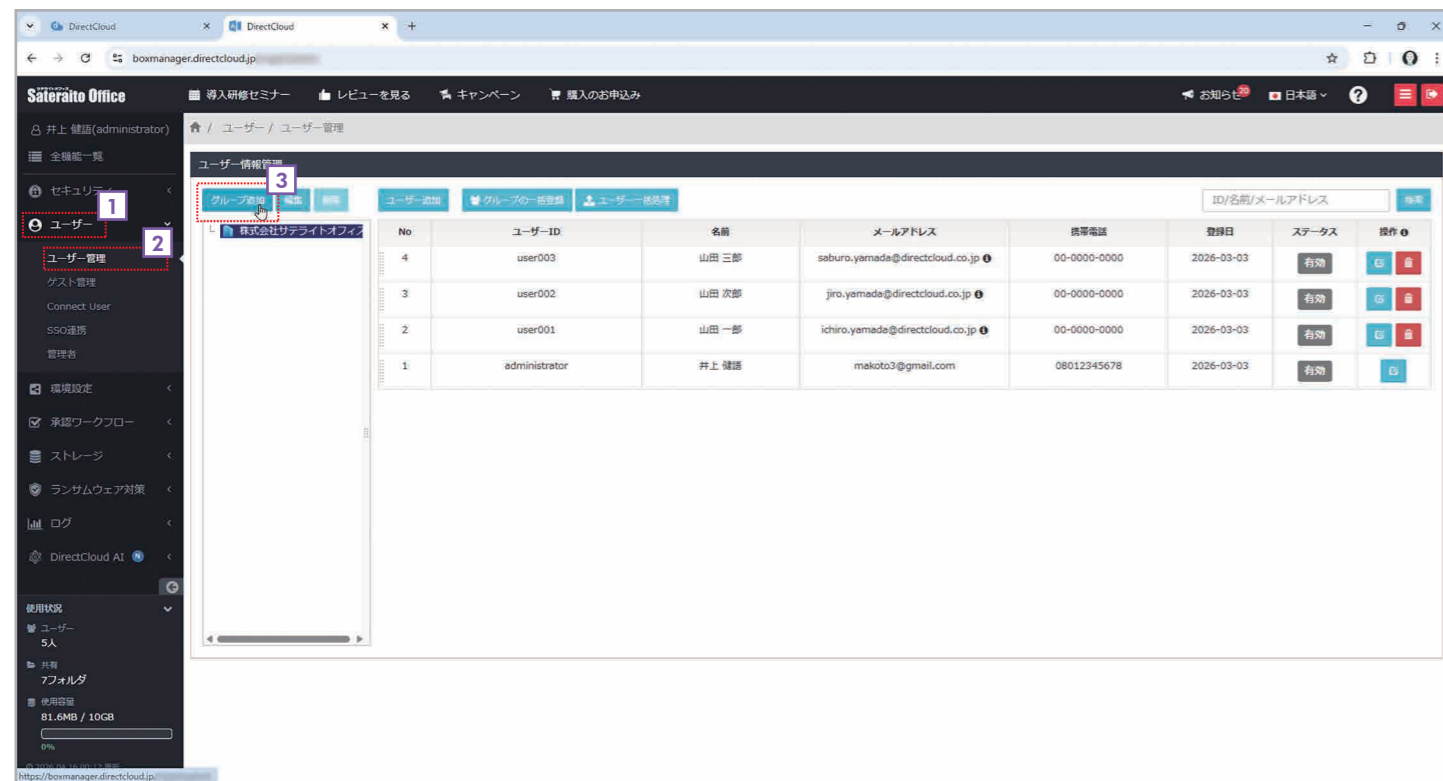 DirectCloud
DirectCloud
boxmanager.directcloud.jp
Sateraito Office
導入研修セミナー
レビューを見る
キャンペーン
購入のお申込み
お知らせ
20
日本語
井上 健語(administrator)
ユーザー / ユーザー管理
全機能一覧
ユーザー情報管理
セキュリティ
1
3
グループ追加
編集
削除
ユーザー追加
グループの一括登録
ユーザー一括処理
ID/名前/メールアドレス
検索
ユーザー
2
株式会社サテライトオフィス
No ユーザーID 名前 メールアドレス 携帯電話 登録日 ステータス 操作
4 user003 山田 三郎 saburo.yamada@directcloud.co.jp 00-0000-0000 2026-03-03 有効
3 user002 山田 次郎 jiro.yamada@directcloud.co.jp 00-0000-0000 2026-03-03 有効
2 user001 山田 一郎 ichiro.yamada@directcloud.co.jp 00-0000-0000 2026-03-03 有効
1 administrator 井上 健語 makoto3@gmail.com 08012345678 2026-03-03 有効
ユーザー管理
ゲスト管理
Connect User
SSO連携
管理者
環境設定
承認ワークフロー
ストレージ
ランサムウェア対策
ログ
DirectCloud AI N
使用状況
ユーザー
5人
共有
7フォルダ
使用容量
81.6MB / 10GB
0%
https://boxmanager.directcloud.jp